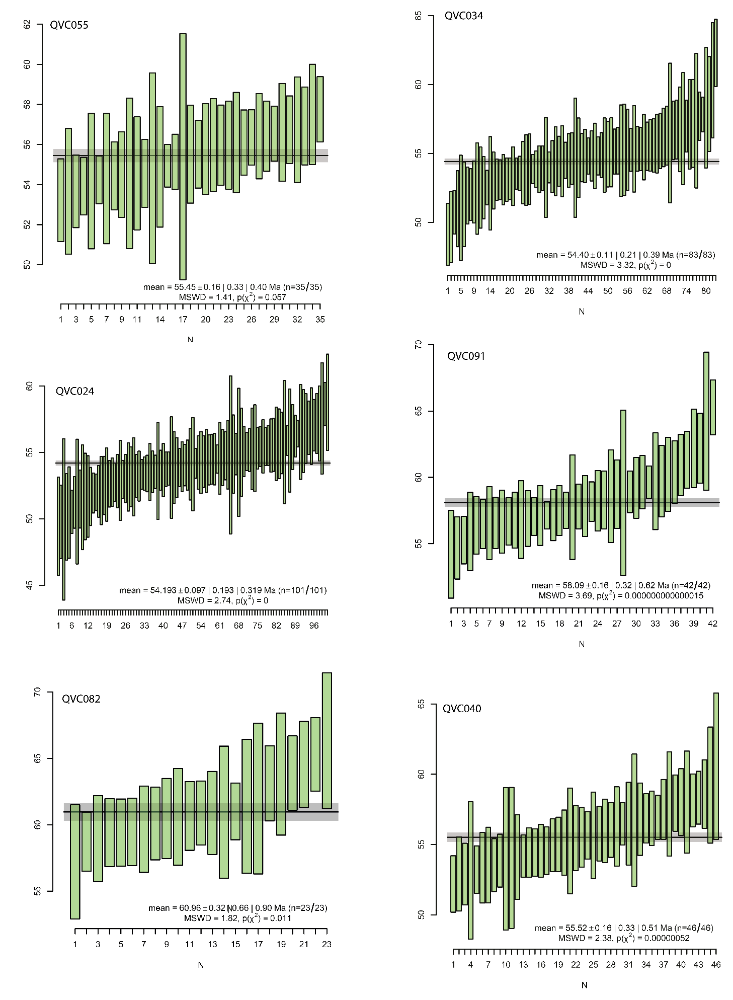 QVC055
62
60
58
56
54
52
50
mean = 55.45 ± 0.16 | 0.33 | 0.40 Ma (n=35/35)
MSWD = 1.41, p(χ²) = 0.057
1 3 5 7 9 11 14 17 20 23 26 29 32 35
N
QVC034
65
60
55
50
mean = 54.40 ± 0.11 | 0.21 | 0.39 Ma (n=83/83)
MSWD = 3.32, p(χ²) = 0
1 5 9 14 20 26 32 38 44 50 56 62 68 74 80
N
QVC024
60
55
50
45
mean = 54.193 ± 0.097 | 0.193 | 0.319 Ma (n=101/101)
MSWD = 2.74, p(χ²) = 0
1 6 12 19 26 33 40 47 54 61 68 75 82 89 96
QVC091
70
65
60
55
mean = 58.09 ± 0.16 | 0.32 | 0.62 Ma (n=42/42)
MSWD = 3.69, p(χ²) = 0.000000000000015
1 3 5 7 9 12 15 18 21 24 27 30 33 36 39 42
N
QVC082
70
65
60
55
mean = 60.96 ± 0.32 | 0.66 | 0.90 Ma (n=23/23)
MSWD = 1.82, p(χ²) = 0.011
1 3 5 7 9 11 13 15 17 19 21 23
N
N
QVC040
65
60
55
50
mean = 55.52 ± 0.16 | 0.33 | 0.51 Ma (n=46/46)
MSWD = 2.38, p(χ²) = 0.00000052
1 4 7 10 13 16 19 22 25 28 31 34 37 40 43 46
N